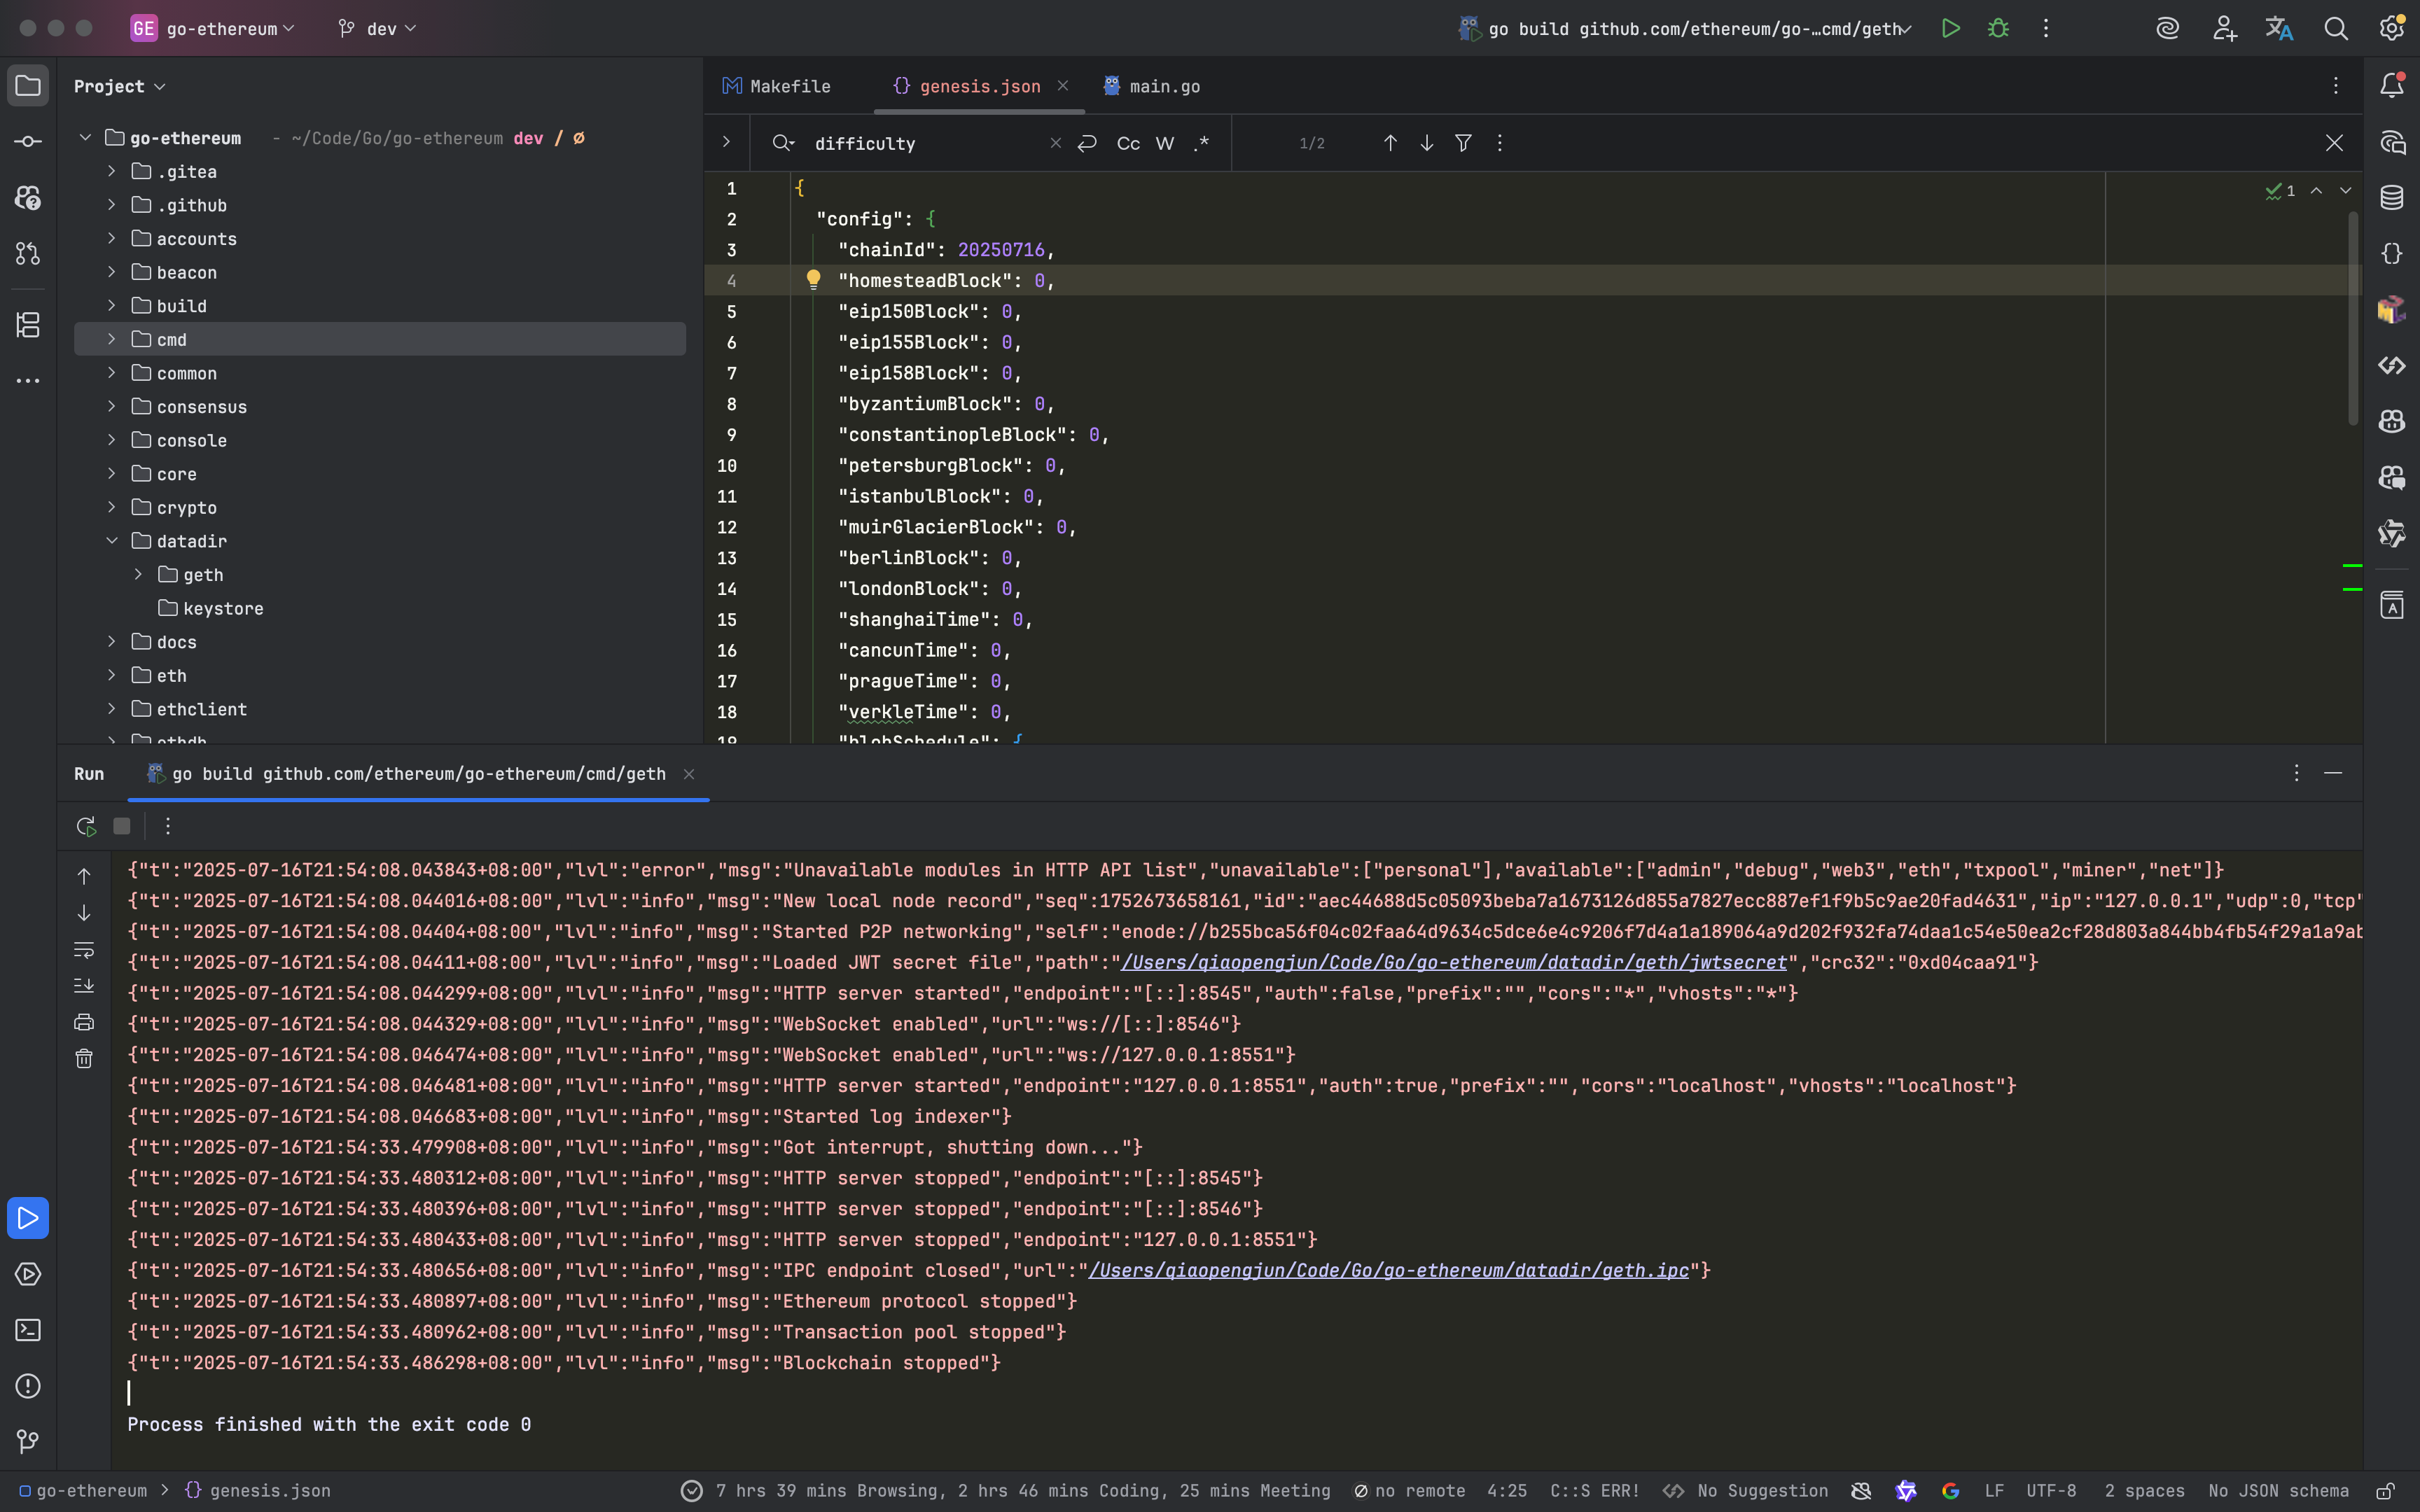 GE go-ethereum dev
go build github.com/ethereum/go-…cmd/geth
Project
go-ethereum - ~/Code/Go/go-ethereum dev / ∅
.gitea
.github
accounts
beacon
build
cmd
common
consensus
console
core
crypto
datadir
geth
keystore
docs
eth
ethclient
ethdb
Makefile
genesis.json
main.go
difficulty
Cc W .*
1/2
1
1 {
2 "config": {
3 "chainId": 20250716,
4 "homesteadBlock": 0,
5 "eip150Block": 0,
6 "eip155Block": 0,
7 "eip158Block": 0,
8 "byzantiumBlock": 0,
9 "constantinopleBlock": 0,
10 "petersburgBlock": 0,
11 "istanbulBlock": 0,
12 "muirGlacierBlock": 0,
13 "berlinBlock": 0,
14 "londonBlock": 0,
15 "shanghaiTime": 0,
16 "cancunTime": 0,
17 "pragueTime": 0,
18 "verkleTime": 0,
19 "blobSchedule": {
Run go build github.com/ethereum/go-ethereum/cmd/geth
{"t":"2025-07-16T21:54:08.043843+08:00","lvl":"error","msg":"Unavailable modules in HTTP API list","unavailable":["personal"],"available":["admin","debug","web3","eth","txpool","miner","net"]}
{"t":"2025-07-16T21:54:08.044016+08:00","lvl":"info","msg":"New local node record","seq":1752673658161,"id":"aec44688d5c05093beba7a1673126d855a7827ecc887ef1f9b5c9ae20fad4631","ip":"127.0.0.1","udp":0,"tcp"
{"t":"2025-07-16T21:54:08.04404+08:00","lvl":"info","msg":"Started P2P networking","self":"enode://b255bca56f04c02faa64d9634c5dce6e4c9206f7d4a1a189064a9d202f932fa74daa1c54e50ea2cf28d803a844bb4fb54f29a1a9ab
{"t":"2025-07-16T21:54:08.04411+08:00","lvl":"info","msg":"Loaded JWT secret file","path":"/Users/qiaopengjun/Code/Go/go-ethereum/datadir/geth/jwtsecret","crc32":"0xd04caa91"}
{"t":"2025-07-16T21:54:08.044299+08:00","lvl":"info","msg":"HTTP server started","endpoint":"[::]:8545","auth":false,"prefix":"","cors":"*","vhosts":"*"}
{"t":"2025-07-16T21:54:08.044329+08:00","lvl":"info","msg":"WebSocket enabled","url":"ws://[::]:8546"}
{"t":"2025-07-16T21:54:08.046474+08:00","lvl":"info","msg":"WebSocket enabled","url":"ws://127.0.0.1:8551"}
{"t":"2025-07-16T21:54:08.046481+08:00","lvl":"info","msg":"HTTP server started","endpoint":"127.0.0.1:8551","auth":true,"prefix":"","cors":"localhost","vhosts":"localhost"}
{"t":"2025-07-16T21:54:08.046683+08:00","lvl":"info","msg":"Started log indexer"}
{"t":"2025-07-16T21:54:33.479908+08:00","lvl":"info","msg":"Got interrupt, shutting down..."}
{"t":"2025-07-16T21:54:33.480312+08:00","lvl":"info","msg":"HTTP server stopped","endpoint":"[::]:8545"}
{"t":"2025-07-16T21:54:33.480396+08:00","lvl":"info","msg":"HTTP server stopped","endpoint":"[::]:8546"}
{"t":"2025-07-16T21:54:33.480433+08:00","lvl":"info","msg":"HTTP server stopped","endpoint":"127.0.0.1:8551"}
{"t":"2025-07-16T21:54:33.480656+08:00","lvl":"info","msg":"IPC endpoint closed","url":"/Users/qiaopengjun/Code/Go/go-ethereum/datadir/geth.ipc"}
{"t":"2025-07-16T21:54:33.480897+08:00","lvl":"info","msg":"Ethereum protocol stopped"}
{"t":"2025-07-16T21:54:33.480962+08:00","lvl":"info","msg":"Transaction pool stopped"}
{"t":"2025-07-16T21:54:33.486298+08:00","lvl":"info","msg":"Blockchain stopped"}
Process finished with the exit code 0
go-ethereum > genesis.json 7 hrs 39 mins Browsing, 2 hrs 46 mins Coding, 25 mins Meeting no remote 4:25 C::S ERR! No Suggestion LF UTF-8 2 spaces No JSON schema